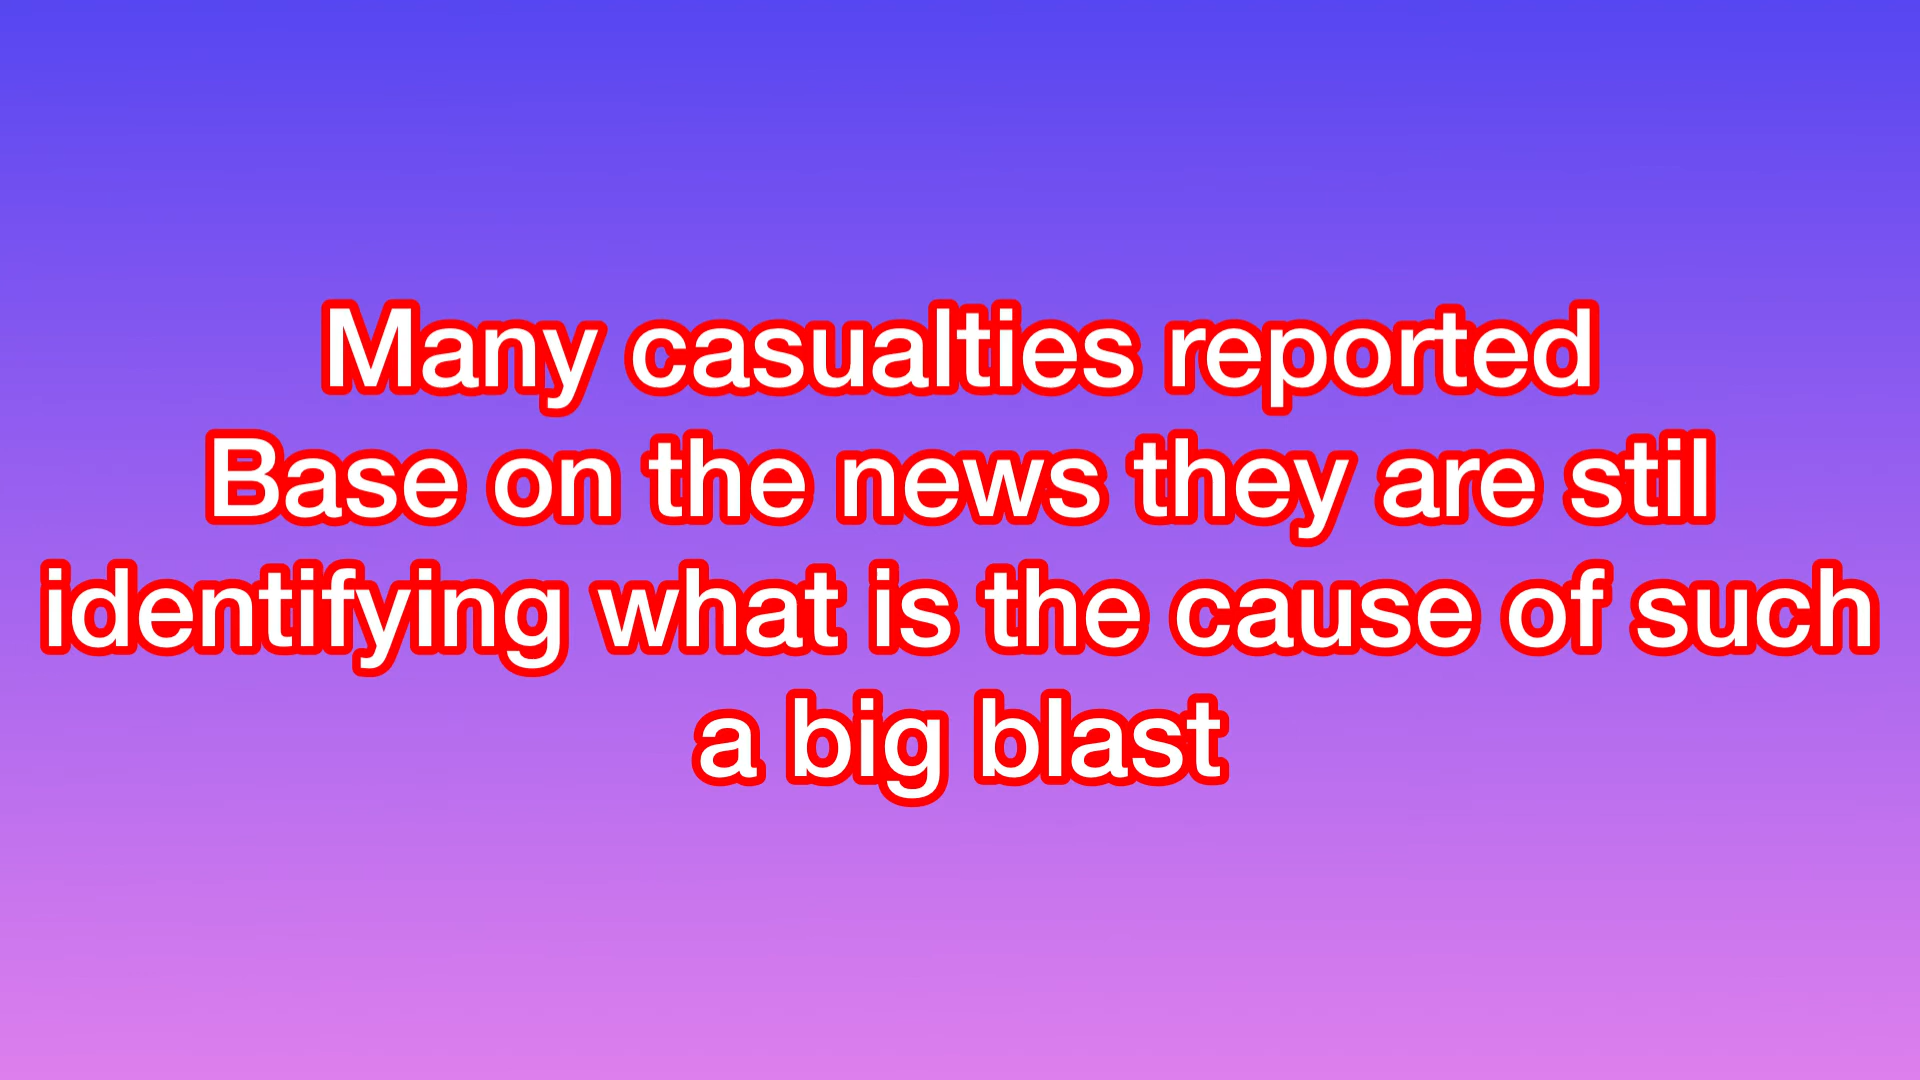 Many casualties reported
Base on the news they are stil
identifying what is the cause of such
a big blast